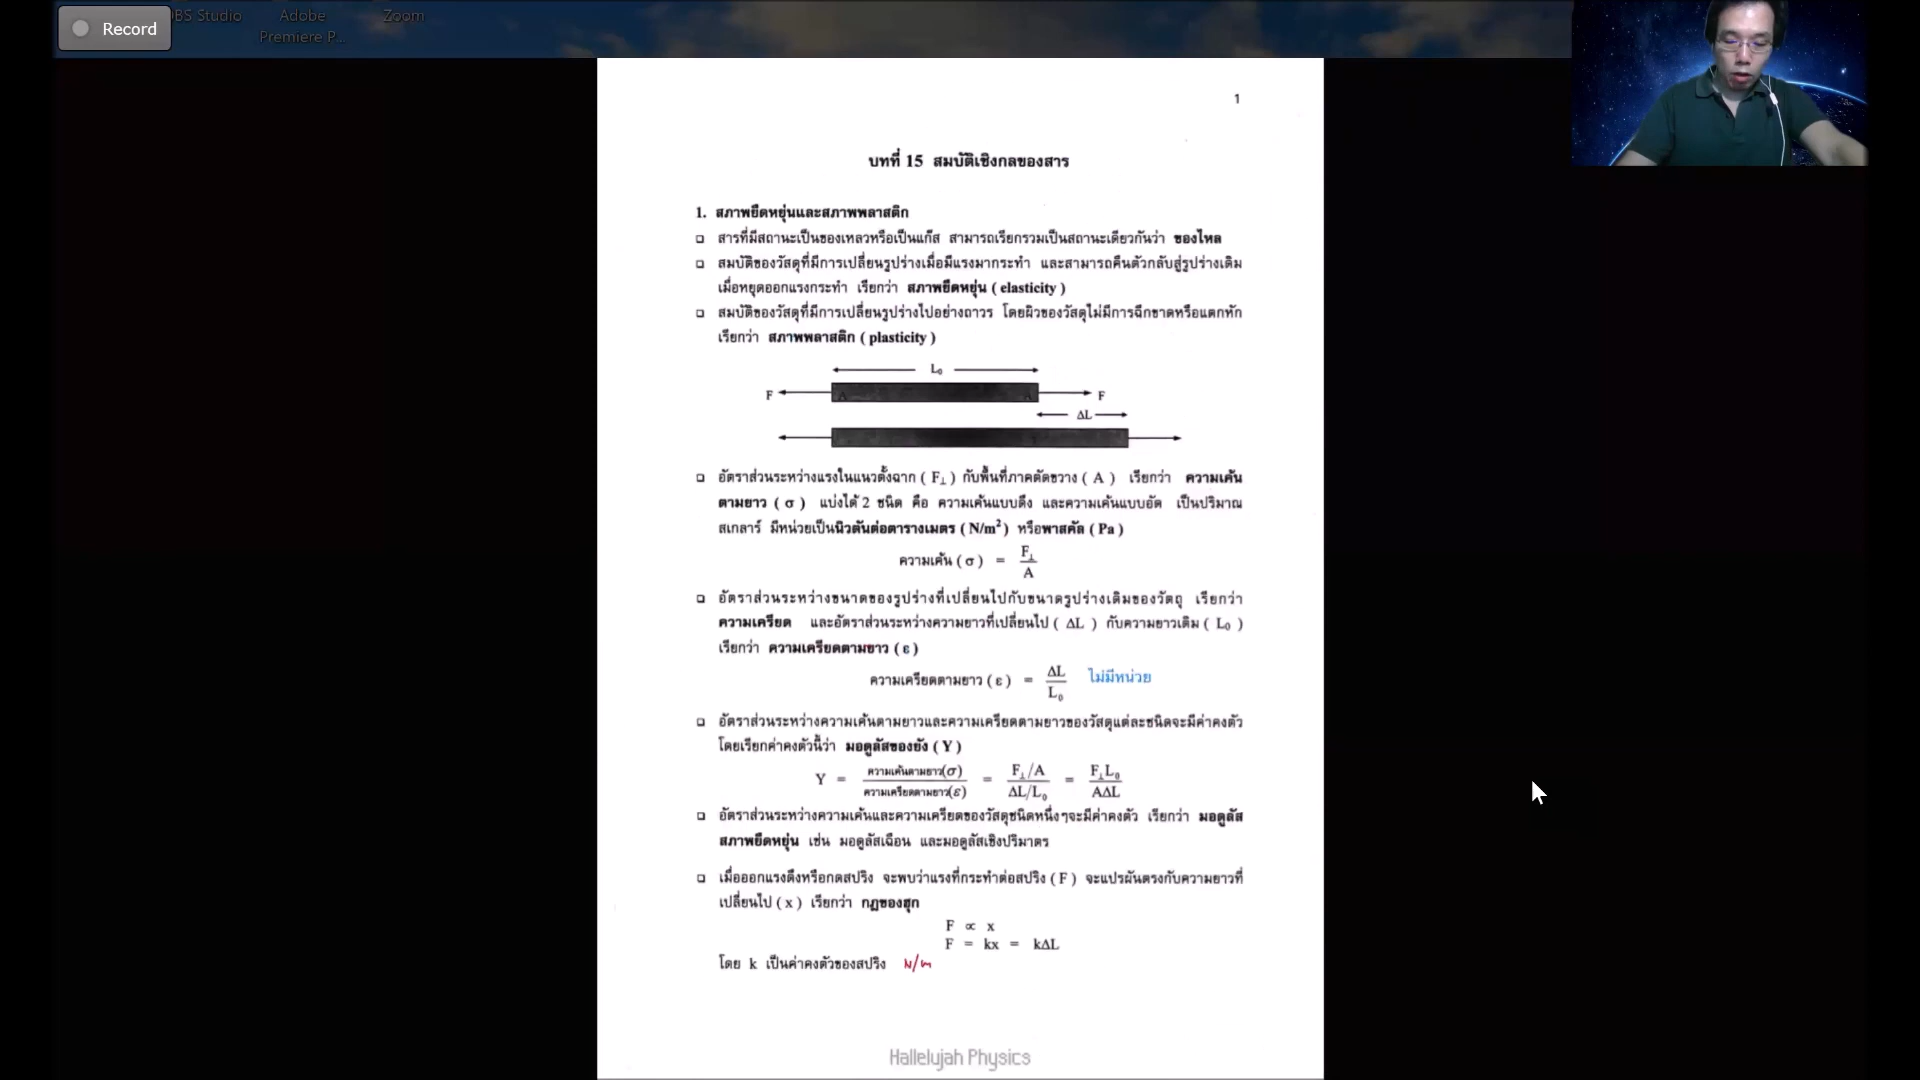 Record
OBS Studio
Adobe
Premiere P...
Zoom
1
บทที่ 15 สมบัติเชิงกลของสาร
1. สภาพยืดหยุ่นและสภาพพลาสติก
❑ สารที่มีสถานะเป็นของเหลวหรือเป็นแก๊ส สามารถเรียกรวมเป็นสถานะเดียวกันว่า ของไหล
❑ สมบัติของวัสดุที่มีการเปลี่ยนรูปร่างเมื่อมีแรงมากระทำ และสามารถคืนตัวกลับสู่รูปร่างเดิม
เมื่อหยุดออกแรงกระทำ เรียกว่า สภาพยืดหยุ่น ( elasticity )
❑ สมบัติของวัสดุที่มีการเปลี่ยนรูปร่างไปอย่างถาวร โดยผิวของวัสดุไม่มีการฉีกขาดหรือแตกหัก
เรียกว่า สภาพพลาสติก ( plasticity )
L₀
F A A F
ΔL
❑ อัตราส่วนระหว่างแรงในแนวตั้งฉาก ( F⊥ ) กับพื้นที่ภาคตัดขวาง ( A ) เรียกว่า ความเค้น
ตามยาว ( σ ) แบ่งได้ 2 ชนิด คือ ความเค้นแบบดึง และความเค้นแบบอัด เป็นปริมาณ
สเกลาร์ มีหน่วยเป็นนิวตันต่อตารางเมตร ( N/m² ) หรือพาสคัล ( Pa )
ความเค้น ( σ ) = F⊥ / A
❑ อัตราส่วนระหว่างขนาดของรูปร่างที่เปลี่ยนไปกับขนาดรูปร่างเดิมของวัตถุ เรียกว่า
ความเครียด และอัตราส่วนระหว่างความยาวที่เปลี่ยนไป ( ΔL ) กับความยาวเดิม ( L₀ )
เรียกว่า ความเครียดตามยาว ( ε )
ความเครียดตามยาว ( ε ) = ΔL / L₀ ไม่มีหน่วย
❑ อัตราส่วนระหว่างความเค้นตามยาวและความเครียดตามยาวของวัสดุแต่ละชนิดจะมีค่าคงตัว
โดยเรียกค่าคงตัวนี้ว่า มอดูลัสของยัง ( Y )
Y = ความเค้นตามยาว(σ) / ความเครียดตามยาว(ε) = F⊥/A / ΔL/L₀ = F⊥L₀ / AΔL
❑ อัตราส่วนระหว่างความเค้นและความเครียดของวัสดุชนิดหนึ่งๆจะมีค่าคงตัว เรียกว่า มอดูลัส
สภาพยืดหยุ่น เช่น มอดูลัสเฉือน และมอดูลัสเชิงปริมาตร
❑ เมื่อออกแรงดึงหรือกดสปริง จะพบว่าแรงที่กระทำต่อสปริง ( F ) จะแปรผันตรงกับความยาวที่
เปลี่ยนไป ( x ) เรียกว่า กฎของฮุก
F ∝ x
F = kx = kΔL
โดย k เป็นค่าคงตัวของสปริง N/m
Hallelujah Physics